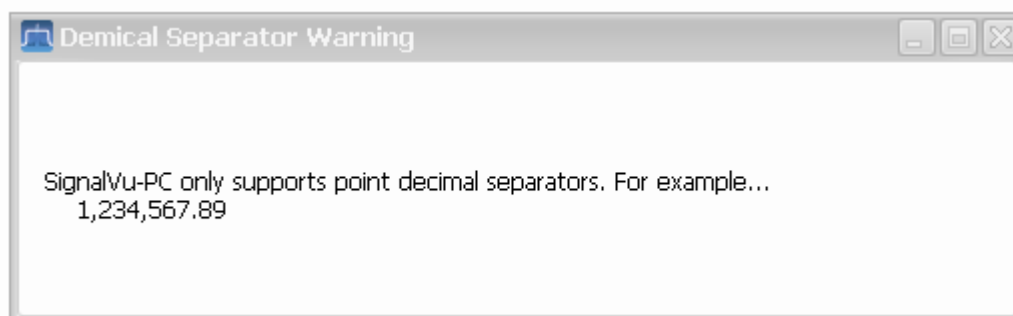 Demical Separator Warning
SignalVu-PC only supports point decimal separators. For example...
1,234,567.89